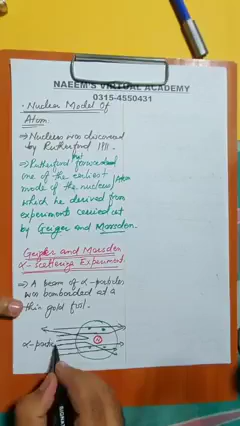 NAEEM'S VIRTUAL ACADEMY
0315-4550431
Nuclear Model Of
Atom:
⇒ Nucleus was discovered
by Rutherford 1911.
⇒ Rutherford first
one of the earliest
model of the nucleus/Atom
which he derived from
experiments carried out
by Geiger and Marsden.
Geiger and Marsden
α-Scattering Experiment:
⇒ A beam of α-particles
was bombarded at a
thin gold foil.
α-partic